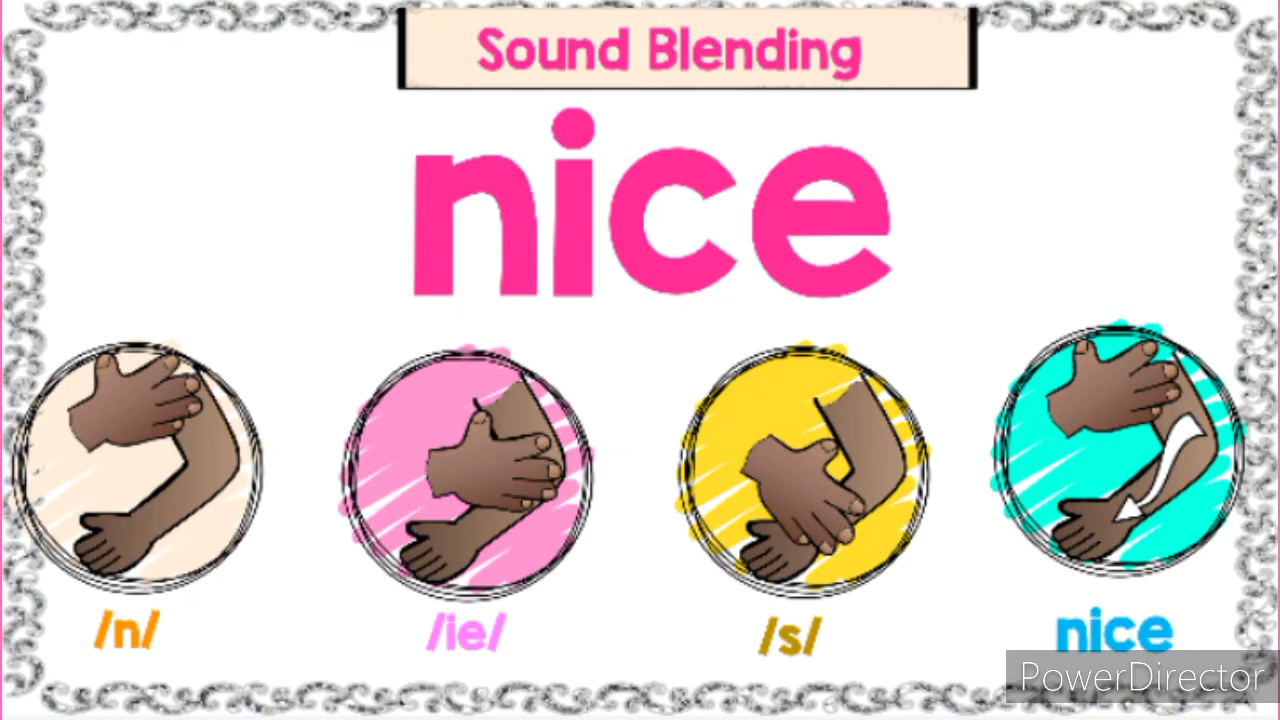 Sound Blending
nice
/n/ /ie/ /s/ nice
PowerDirector